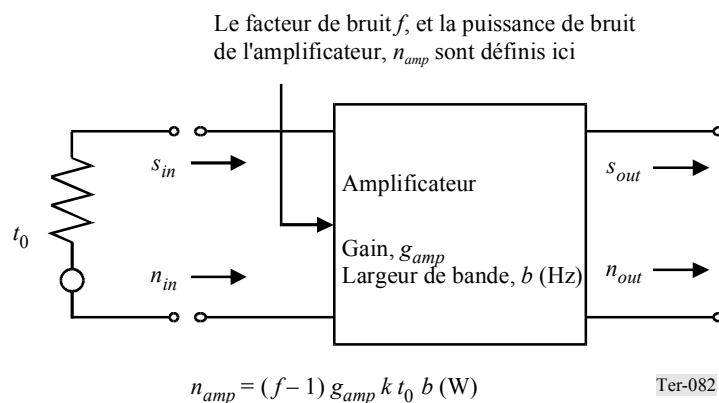 Le facteur de bruit f, et la puissance de bruit
de l'amplificateur, n_amp sont définis ici
s_in
s_out
Amplificateur
t_0
Gain, g_amp
n_in
Largeur de bande, b (Hz)
n_out
n_amp = ( f – 1) g_amp k t_0 b (W)
Ter-082